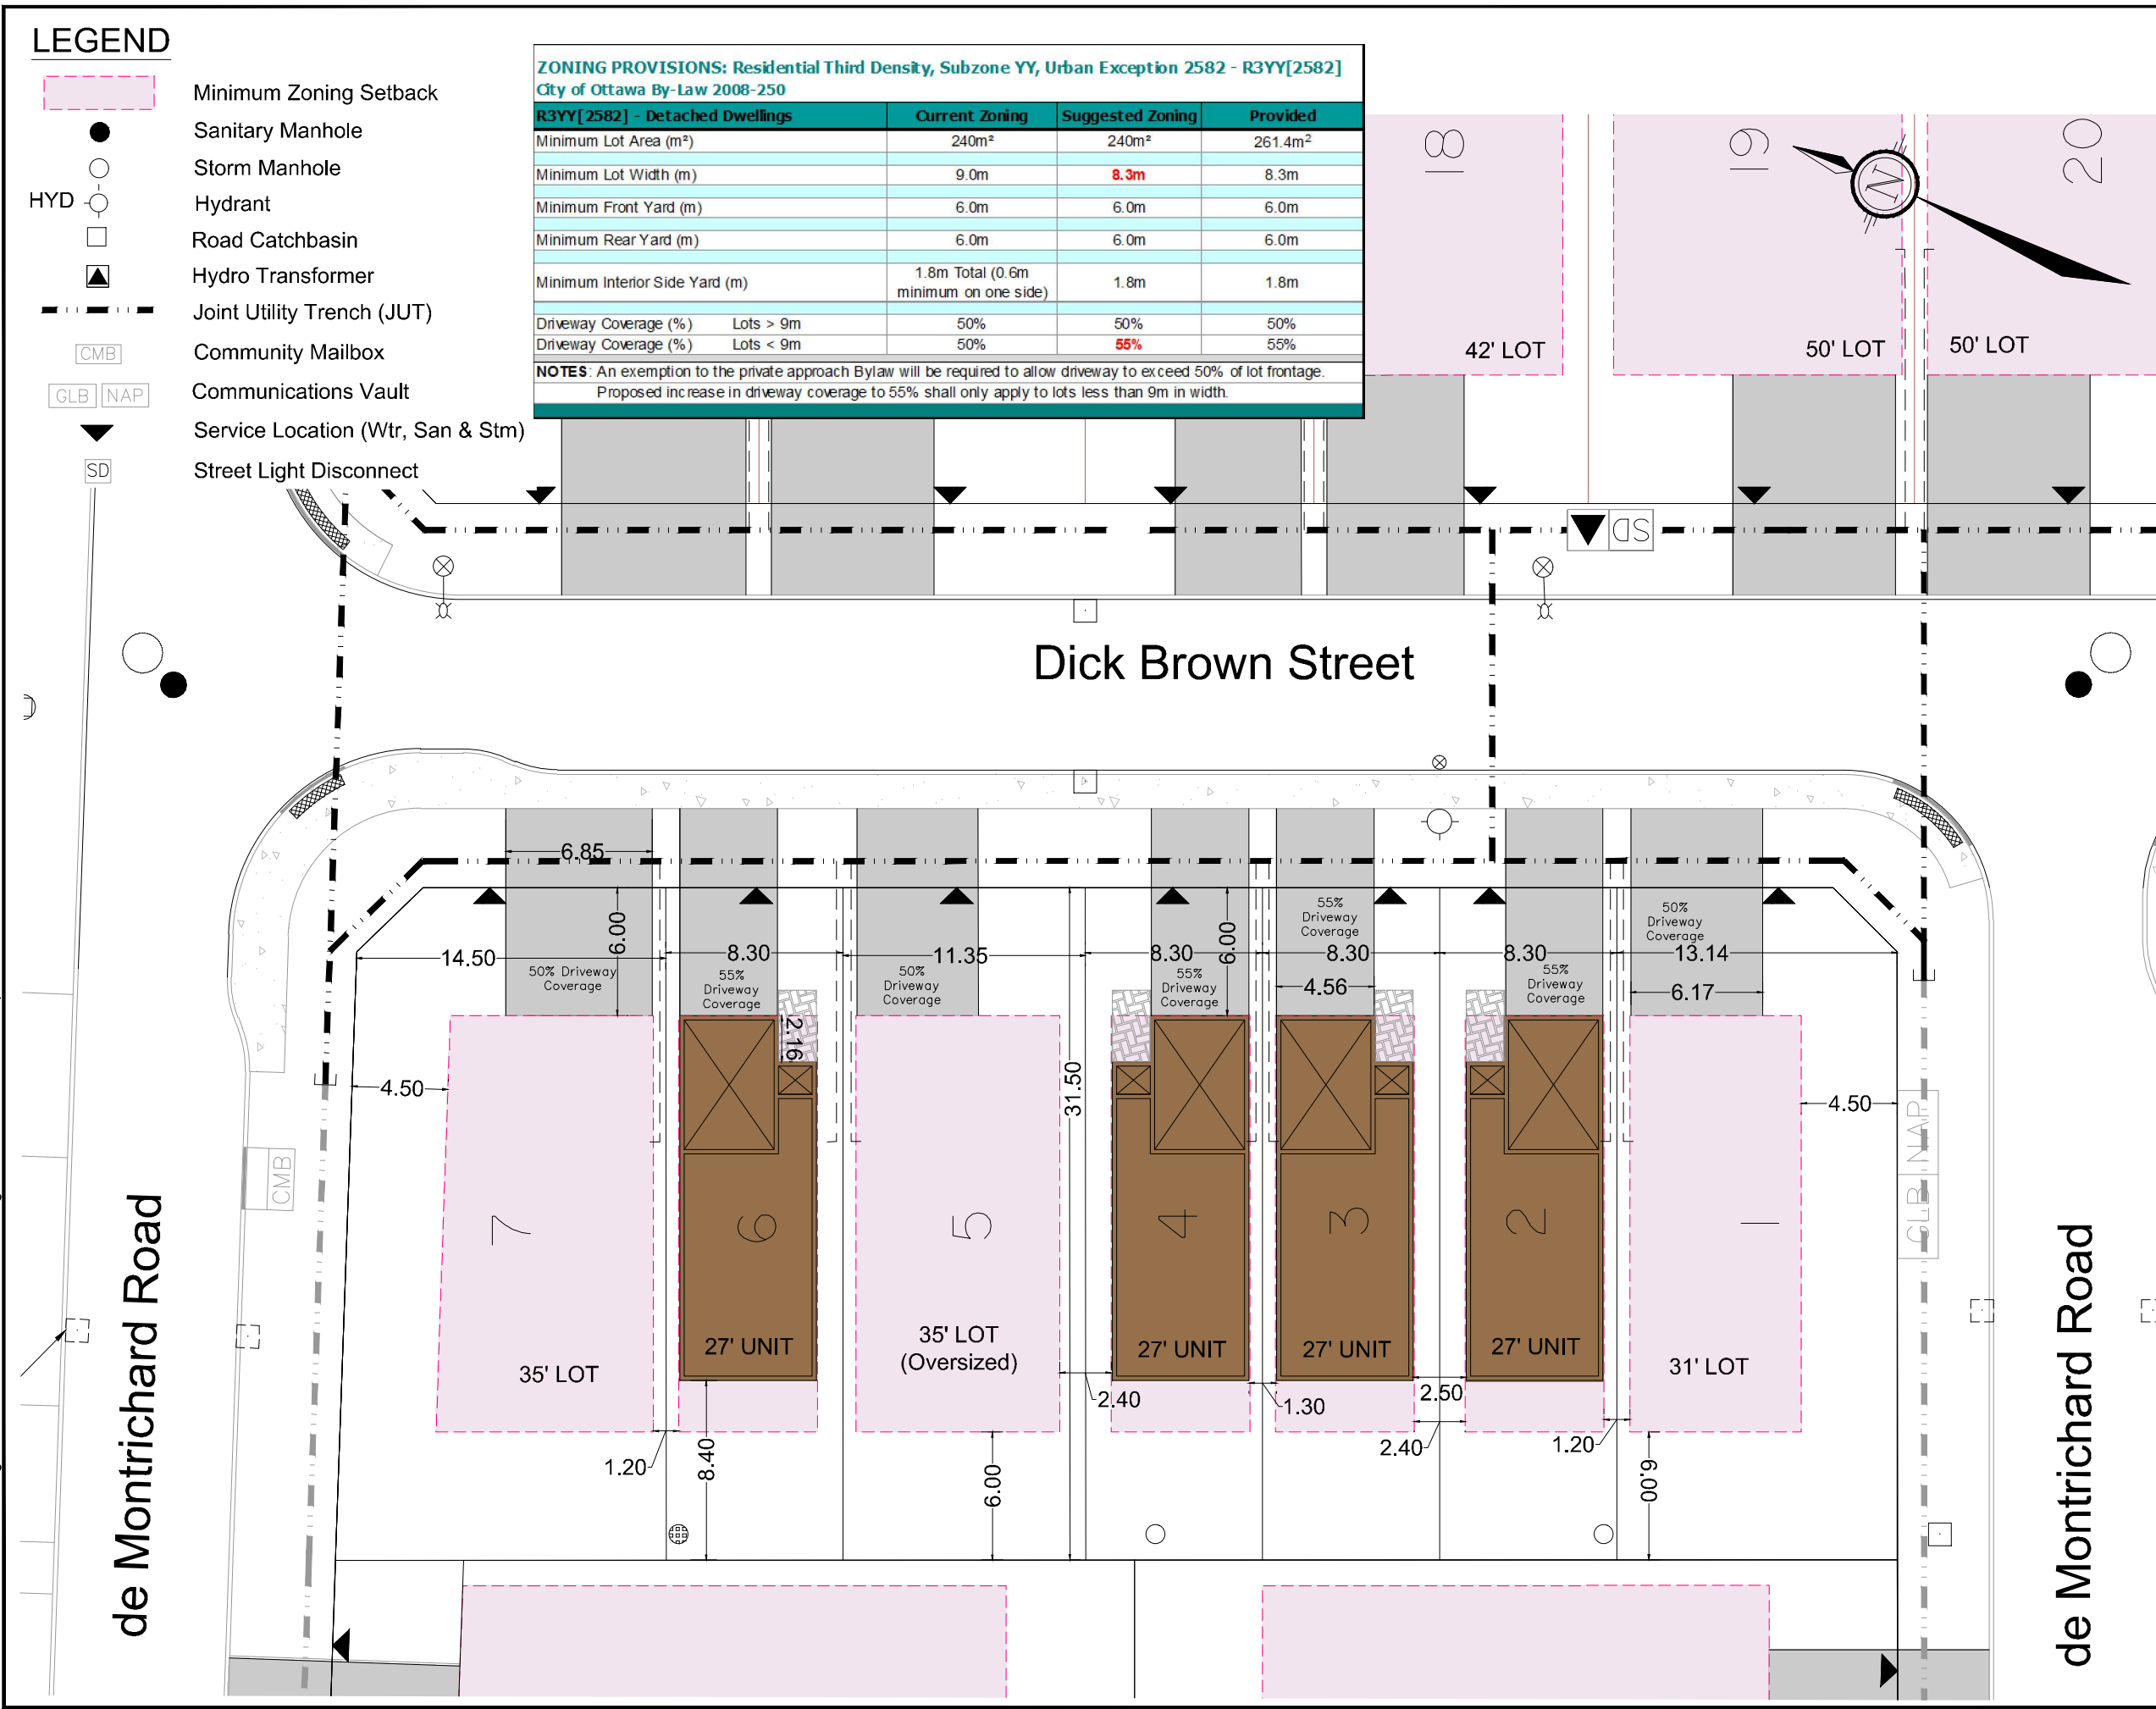 LEGEND
Minimum Zoning Setback
Sanitary Manhole
Storm Manhole
HYD Hydrant
Road Catchbasin
Hydro Transformer
Joint Utility Trench (JUT)
CMB Community Mailbox
GLB NAP Communications Vault
Service Location (Wtr, San & Stm)
SD Street Light Disconnect
ZONING PROVISIONS: Residential Third Density, Subzone YY, Urban Exception 2582 - R3YY[2582]
City of Ottawa By-Law 2008-250
R3YY[2582] - Detached Dwellings Current Zoning Suggested Zoning Provided
Minimum Lot Area (m²) 240m² 240m² 261.4m²
Minimum Lot Width (m) 9.0m 8.3m 8.3m
Minimum Front Yard (m) 6.0m 6.0m 6.0m
Minimum Rear Yard (m) 6.0m 6.0m 6.0m
Minimum Interior Side Yard (m) 1.8m Total (0.6m minimum on one side) 1.8m 1.8m
Driveway Coverage (%) Lots > 9m 50% 50% 50%
Driveway Coverage (%) Lots < 9m 50% 55% 55%
NOTES: An exemption to the private approach Bylaw will be required to allow driveway to exceed 50% of lot frontage.
Proposed increase in driveway coverage to 55% shall only apply to lots less than 9m in width.
18
19
20
N
42' LOT
50' LOT
50' LOT
SD
Dick Brown Street
6.85
6.00
6.00
55%
Driveway
Coverage
50%
Driveway
Coverage
14.50
8.30
11.35
8.30
8.30
8.30
13.14
50% Driveway
Coverage
55%
Driveway
Coverage
50%
Driveway
Coverage
55%
Driveway
Coverage
4.56
55%
Driveway
Coverage
6.17
2.16
4.50
31.50
4.50
CMB
GLB NAP
7
6
5
4
3
2
1
35' LOT
27' UNIT
35' LOT
(Oversized)
27' UNIT
27' UNIT
27' UNIT
31' LOT
2.40
1.30
2.50
1.20
8.40
6.00
2.40
1.20
6.00
de Montrichard Road
de Montrichard Road